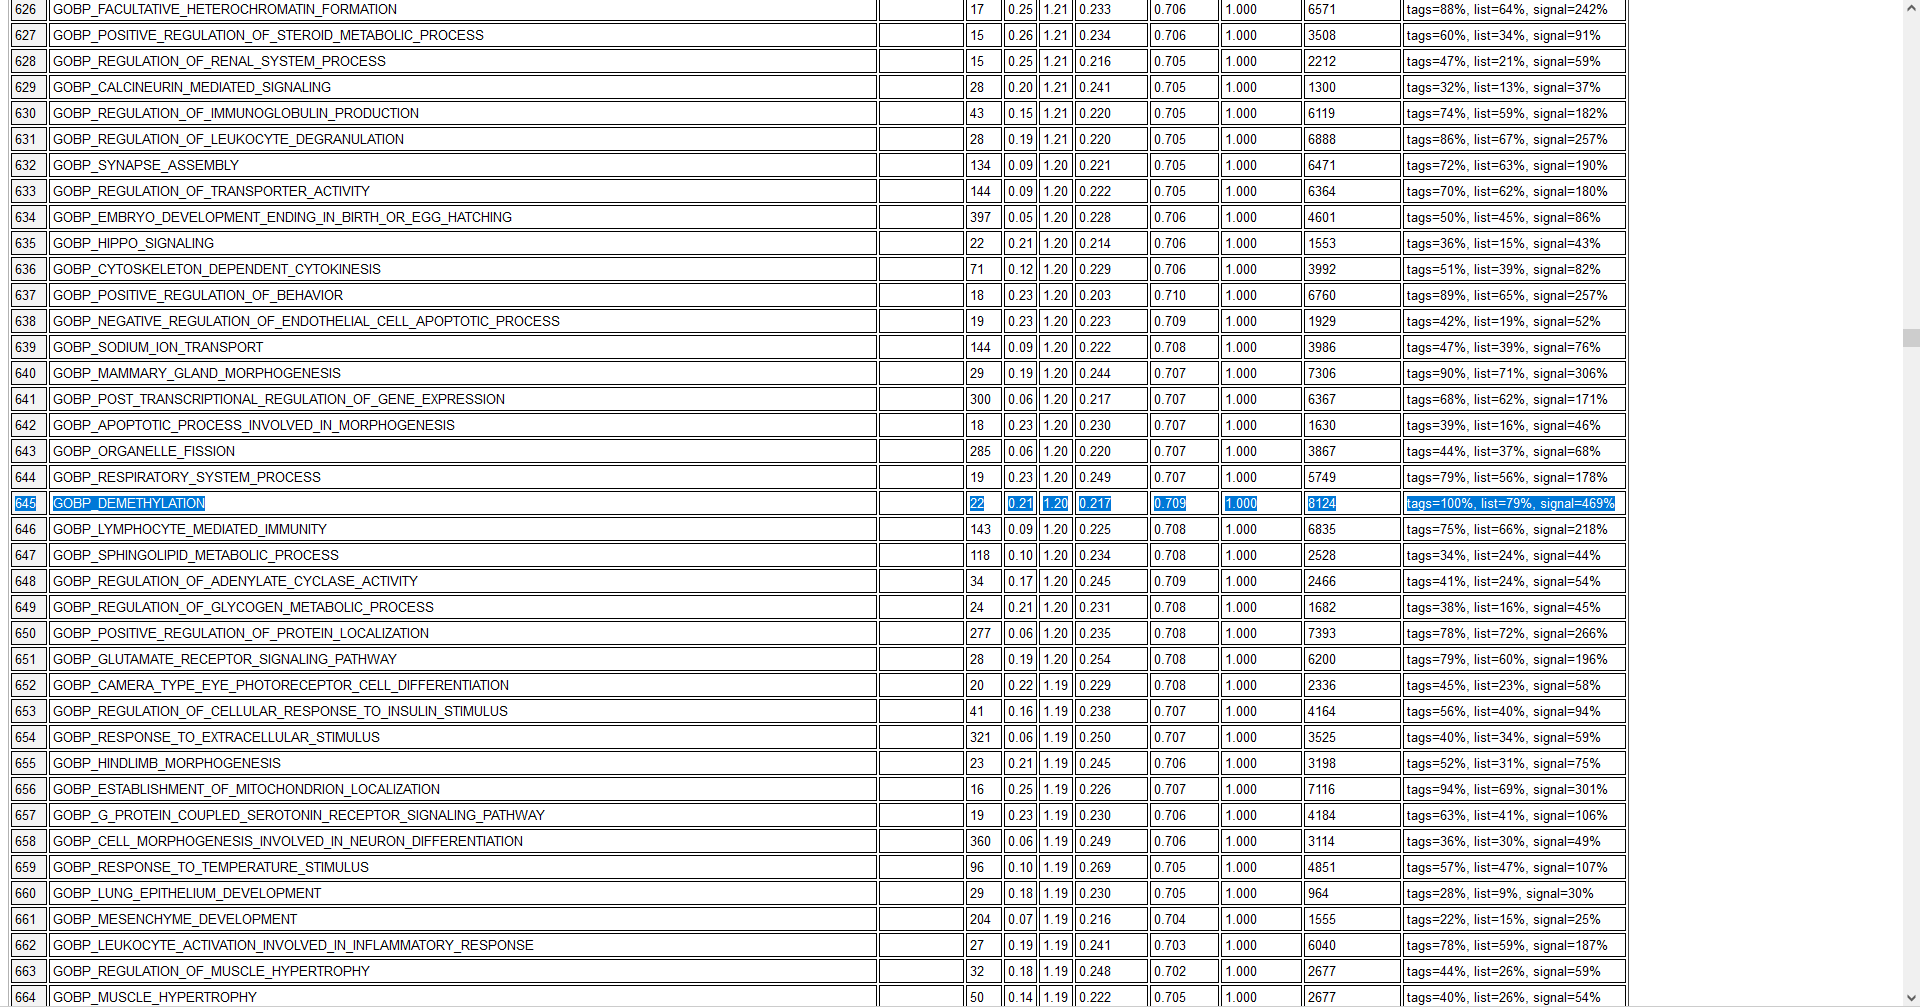 626 GOBP_FACULTATIVE_HETEROCHROMATIN_FORMATION 17 0.25 1.21 0.233 0.706 1.000 6571 tags=88%, list=64%, signal=242%
627 GOBP_POSITIVE_REGULATION_OF_STEROID_METABOLIC_PROCESS 15 0.26 1.21 0.234 0.706 1.000 3508 tags=60%, list=34%, signal=91%
628 GOBP_REGULATION_OF_RENAL_SYSTEM_PROCESS 15 0.25 1.21 0.216 0.705 1.000 2212 tags=47%, list=21%, signal=59%
629 GOBP_CALCINEURIN_MEDIATED_SIGNALING 28 0.20 1.21 0.241 0.705 1.000 1300 tags=32%, list=13%, signal=37%
630 GOBP_REGULATION_OF_IMMUNOGLOBULIN_PRODUCTION 43 0.15 1.21 0.220 0.705 1.000 6119 tags=74%, list=59%, signal=182%
631 GOBP_REGULATION_OF_LEUKOCYTE_DEGRANULATION 28 0.19 1.21 0.220 0.705 1.000 6888 tags=86%, list=67%, signal=257%
632 GOBP_SYNAPSE_ASSEMBLY 134 0.09 1.20 0.221 0.705 1.000 6471 tags=72%, list=63%, signal=190%
633 GOBP_REGULATION_OF_TRANSPORTER_ACTIVITY 144 0.09 1.20 0.222 0.705 1.000 6364 tags=70%, list=62%, signal=180%
634 GOBP_EMBRYO_DEVELOPMENT_ENDING_IN_BIRTH_OR_EGG_HATCHING 397 0.05 1.20 0.228 0.706 1.000 4601 tags=50%, list=45%, signal=86%
635 GOBP_HIPPO_SIGNALING 22 0.21 1.20 0.214 0.706 1.000 1553 tags=36%, list=15%, signal=43%
636 GOBP_CYTOSKELETON_DEPENDENT_CYTOKINESIS 71 0.12 1.20 0.229 0.706 1.000 3992 tags=51%, list=39%, signal=82%
637 GOBP_POSITIVE_REGULATION_OF_BEHAVIOR 18 0.23 1.20 0.203 0.710 1.000 6760 tags=89%, list=65%, signal=257%
638 GOBP_NEGATIVE_REGULATION_OF_ENDOTHELIAL_CELL_APOPTOTIC_PROCESS 19 0.23 1.20 0.223 0.709 1.000 1929 tags=42%, list=19%, signal=52%
639 GOBP_SODIUM_ION_TRANSPORT 144 0.09 1.20 0.222 0.708 1.000 3986 tags=47%, list=39%, signal=76%
640 GOBP_MAMMARY_GLAND_MORPHOGENESIS 29 0.19 1.20 0.244 0.707 1.000 7306 tags=90%, list=71%, signal=306%
641 GOBP_POST_TRANSCRIPTIONAL_REGULATION_OF_GENE_EXPRESSION 300 0.06 1.20 0.217 0.707 1.000 6367 tags=68%, list=62%, signal=171%
642 GOBP_APOPTOTIC_PROCESS_INVOLVED_IN_MORPHOGENESIS 18 0.23 1.20 0.230 0.707 1.000 1630 tags=39%, list=16%, signal=46%
643 GOBP_ORGANELLE_FISSION 285 0.06 1.20 0.220 0.707 1.000 3867 tags=44%, list=37%, signal=68%
644 GOBP_RESPIRATORY_SYSTEM_PROCESS 19 0.23 1.20 0.249 0.707 1.000 5749 tags=79%, list=56%, signal=178%
645 GOBP_DEMETHYLATION 22 0.21 1.20 0.217 0.709 1.000 8124 tags=100%, list=79%, signal=469%
646 GOBP_LYMPHOCYTE_MEDIATED_IMMUNITY 143 0.09 1.20 0.225 0.708 1.000 6835 tags=75%, list=66%, signal=218%
647 GOBP_SPHINGOLIPID_METABOLIC_PROCESS 118 0.10 1.20 0.234 0.708 1.000 2528 tags=34%, list=24%, signal=44%
648 GOBP_REGULATION_OF_ADENYLATE_CYCLASE_ACTIVITY 34 0.17 1.20 0.245 0.709 1.000 2466 tags=41%, list=24%, signal=54%
649 GOBP_REGULATION_OF_GLYCOGEN_METABOLIC_PROCESS 24 0.21 1.20 0.231 0.708 1.000 1682 tags=38%, list=16%, signal=45%
650 GOBP_POSITIVE_REGULATION_OF_PROTEIN_LOCALIZATION 277 0.06 1.20 0.235 0.708 1.000 7393 tags=78%, list=72%, signal=266%
651 GOBP_GLUTAMATE_RECEPTOR_SIGNALING_PATHWAY 28 0.19 1.20 0.254 0.708 1.000 6200 tags=79%, list=60%, signal=196%
652 GOBP_CAMERA_TYPE_EYE_PHOTORECEPTOR_CELL_DIFFERENTIATION 20 0.22 1.19 0.229 0.708 1.000 2336 tags=45%, list=23%, signal=58%
653 GOBP_REGULATION_OF_CELLULAR_RESPONSE_TO_INSULIN_STIMULUS 41 0.16 1.19 0.238 0.707 1.000 4164 tags=56%, list=40%, signal=94%
654 GOBP_RESPONSE_TO_EXTRACELLULAR_STIMULUS 321 0.06 1.19 0.250 0.707 1.000 3525 tags=40%, list=34%, signal=59%
655 GOBP_HINDLIMB_MORPHOGENESIS 23 0.21 1.19 0.245 0.706 1.000 3198 tags=52%, list=31%, signal=75%
656 GOBP_ESTABLISHMENT_OF_MITOCHONDRION_LOCALIZATION 16 0.25 1.19 0.226 0.707 1.000 7116 tags=94%, list=69%, signal=301%
657 GOBP_G_PROTEIN_COUPLED_SEROTONIN_RECEPTOR_SIGNALING_PATHWAY 19 0.23 1.19 0.230 0.706 1.000 4184 tags=63%, list=41%, signal=106%
658 GOBP_CELL_MORPHOGENESIS_INVOLVED_IN_NEURON_DIFFERENTIATION 360 0.06 1.19 0.249 0.706 1.000 3114 tags=36%, list=30%, signal=49%
659 GOBP_RESPONSE_TO_TEMPERATURE_STIMULUS 96 0.10 1.19 0.269 0.705 1.000 4851 tags=57%, list=47%, signal=107%
660 GOBP_LUNG_EPITHELIUM_DEVELOPMENT 29 0.18 1.19 0.230 0.705 1.000 964 tags=28%, list=9%, signal=30%
661 GOBP_MESENCHYME_DEVELOPMENT 204 0.07 1.19 0.216 0.704 1.000 1555 tags=22%, list=15%, signal=25%
662 GOBP_LEUKOCYTE_ACTIVATION_INVOLVED_IN_INFLAMMATORY_RESPONSE 27 0.19 1.19 0.241 0.703 1.000 6040 tags=78%, list=59%, signal=187%
663 GOBP_REGULATION_OF_MUSCLE_HYPERTROPHY 32 0.18 1.19 0.248 0.702 1.000 2677 tags=44%, list=26%, signal=59%
664 GOBP_MUSCLE_HYPERTROPHY 50 0.14 1.19 0.222 0.705 1.000 2677 tags=40%, list=26%, signal=54%